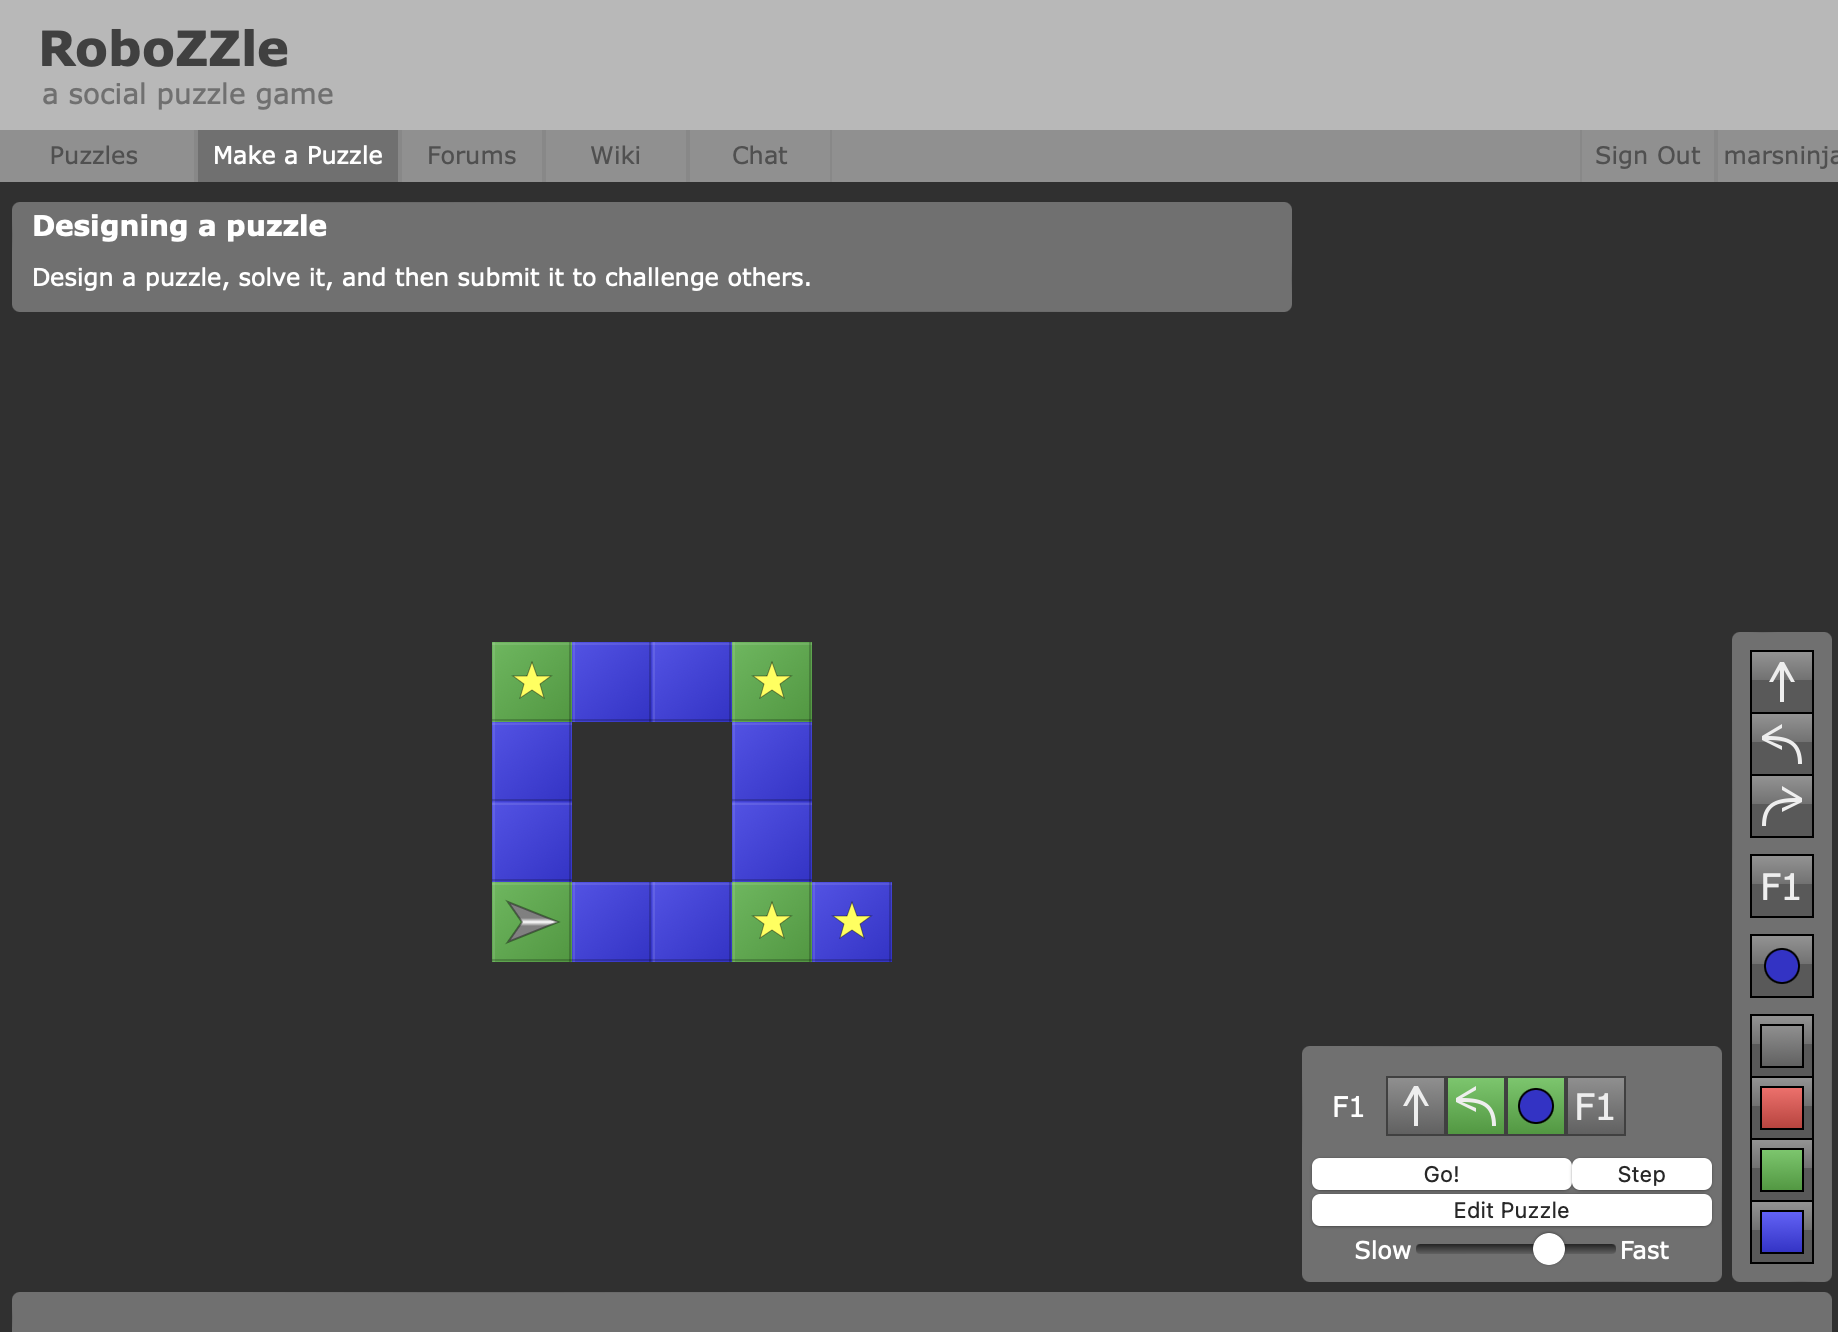 RoboZZle
a social puzzle game
Puzzles Make a Puzzle Forums Wiki Chat Sign Out marsninja
Designing a puzzle
Design a puzzle, solve it, and then submit it to challenge others.
F1
F1 F1
Go! Step
Edit Puzzle
Slow Fast